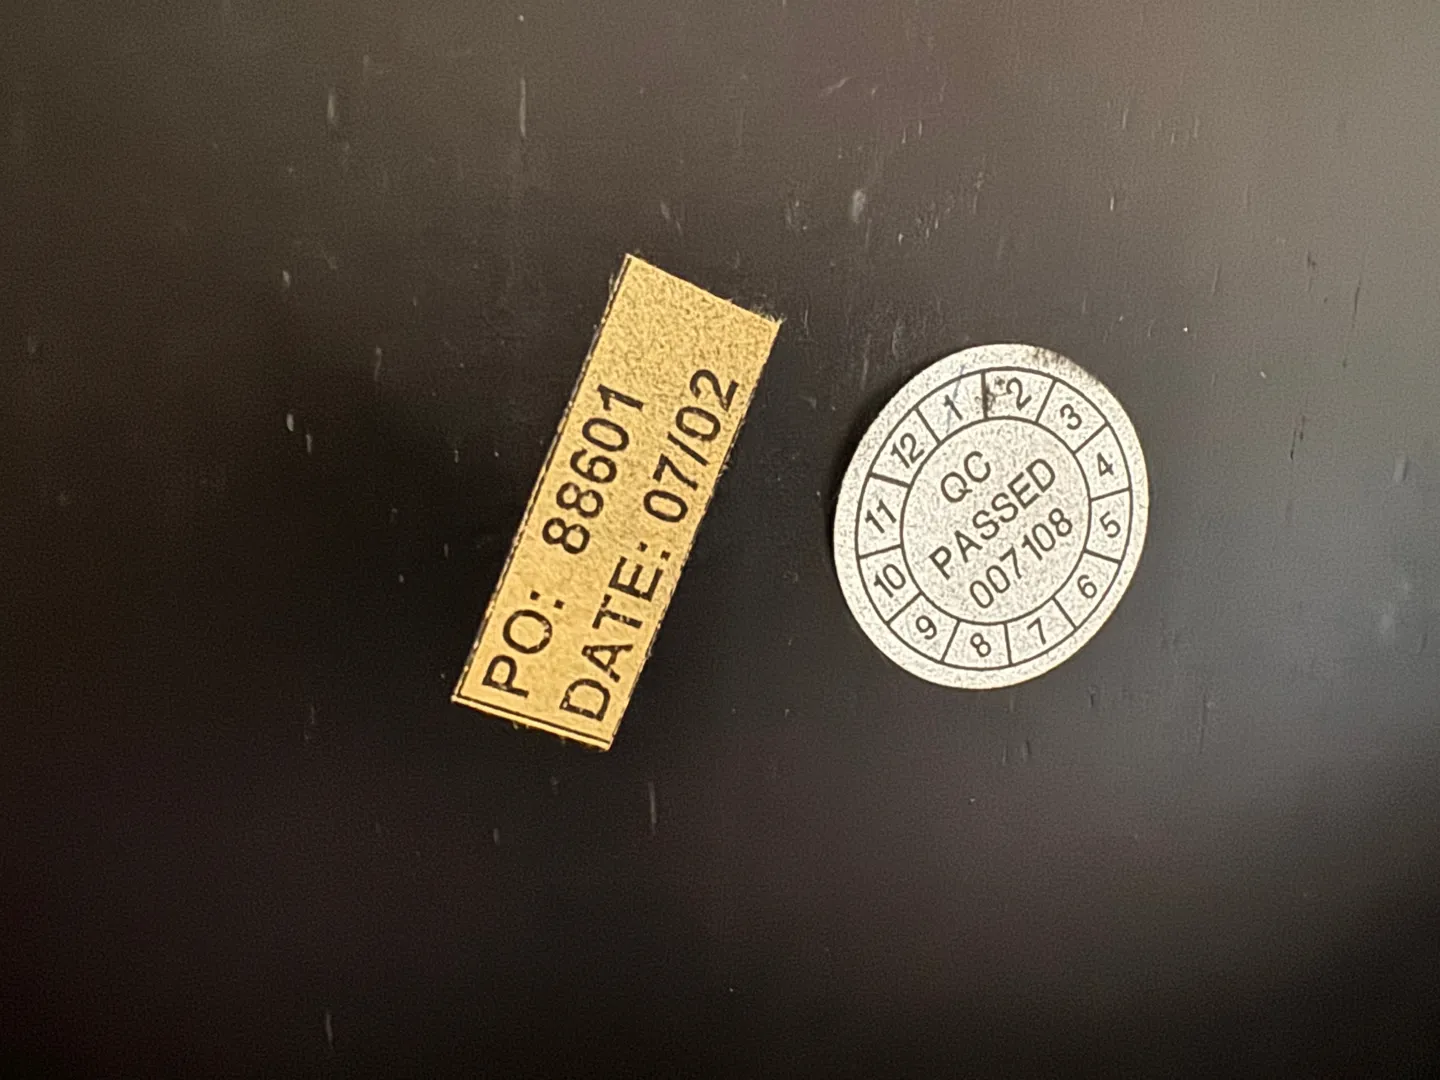 PO: 88601
DATE: 07/02
1 2 3 4 5 6 7 8 9 10 11 12
QC
PASSED
007108